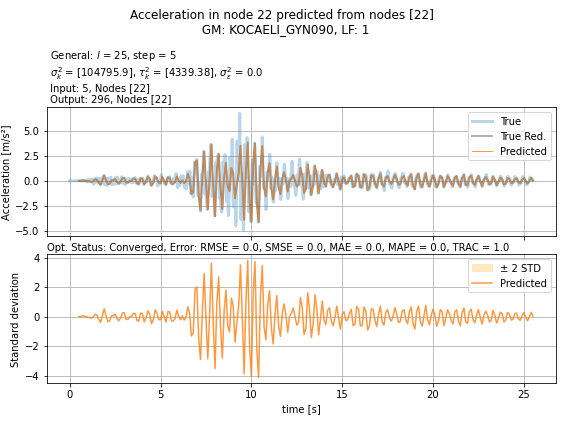 Acceleration in node 22 predicted from nodes [22]
GM: KOCAELI_GYN090, LF: 1
General: l = 25, step = 5
σ²ₖ = [104795.9], τ²ₖ = [4339.38], σ²ε = 0.0
Input: 5, Nodes [22]
Output: 296, Nodes [22]
Acceleration [m/s²]
5.0
2.5
0.0
−2.5
−5.0
True
True Red.
Predicted
Opt. Status: Converged, Error: RMSE = 0.0, SMSE = 0.0, MAE = 0.0, MAPE = 0.0, TRAC = 1.0
Standard deviation
4
2
0
−2
−4
± 2 STD
Predicted
0 5 10 15 20 25
time [s]